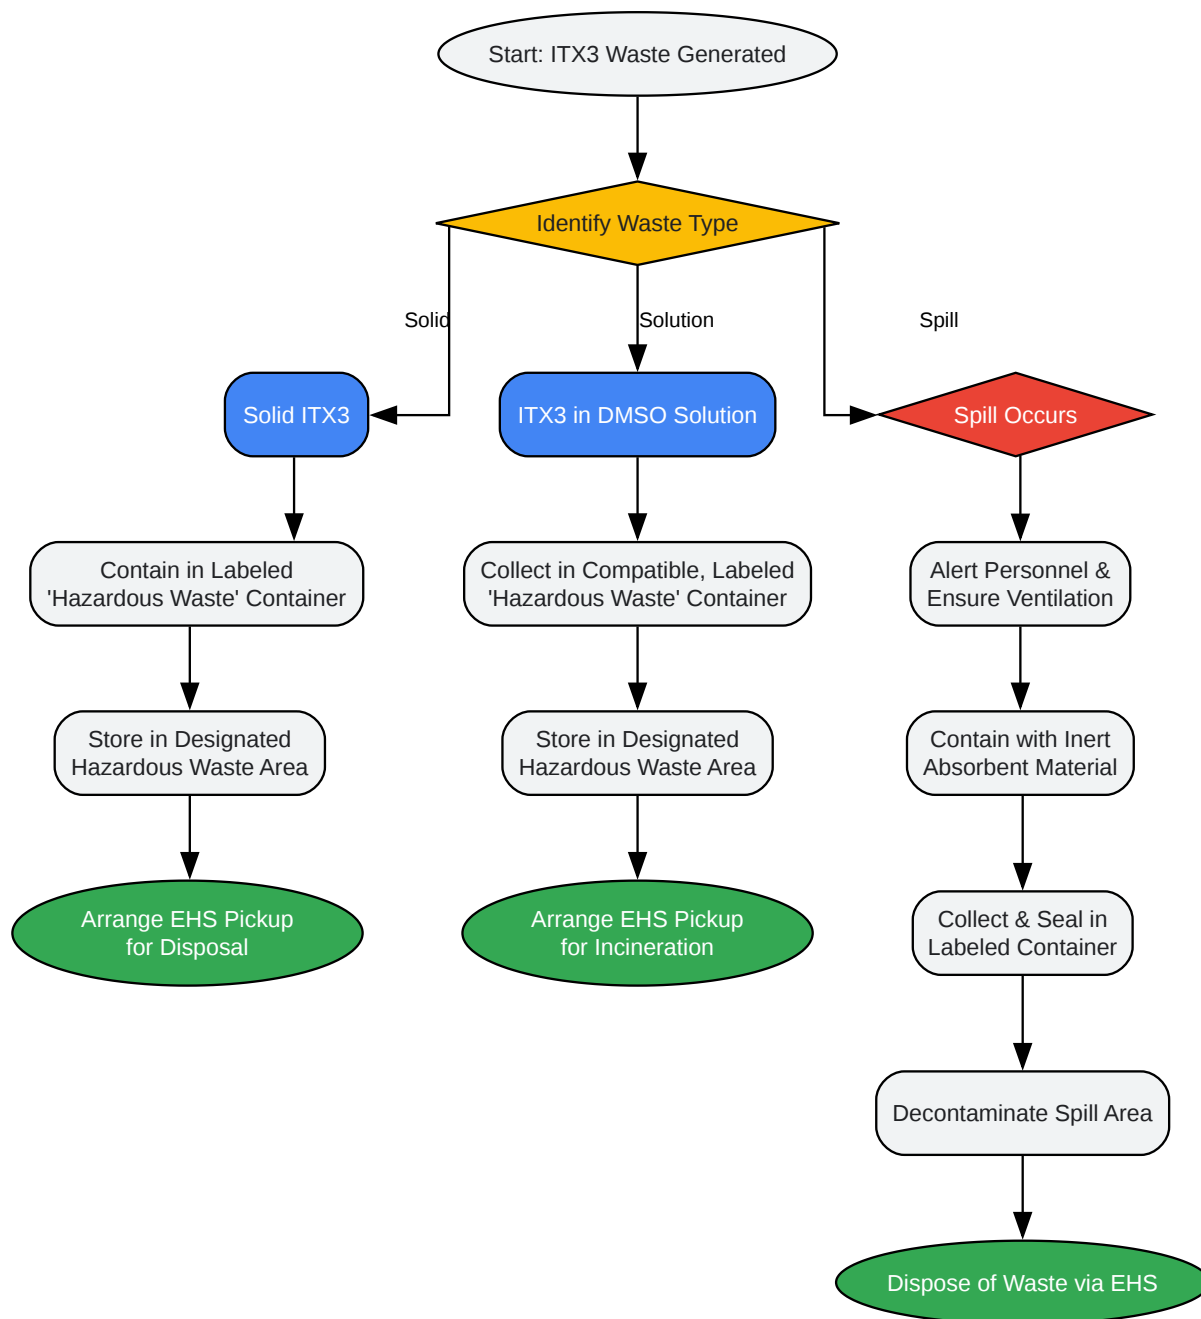 Start: ITX3 Waste Generated
Identify Waste Type
Solid
Solution
Spill
Solid ITX3
ITX3 in DMSO Solution
Spill Occurs
Contain in Labeled
'Hazardous Waste' Container
Collect in Compatible, Labeled
'Hazardous Waste' Container
Alert Personnel &
Ensure Ventilation
Store in Designated
Hazardous Waste Area
Store in Designated
Hazardous Waste Area
Contain with Inert
Absorbent Material
Arrange EHS Pickup
for Disposal
Arrange EHS Pickup
for Incineration
Collect & Seal in
Labeled Container
Decontaminate Spill Area
Dispose of Waste via EHS